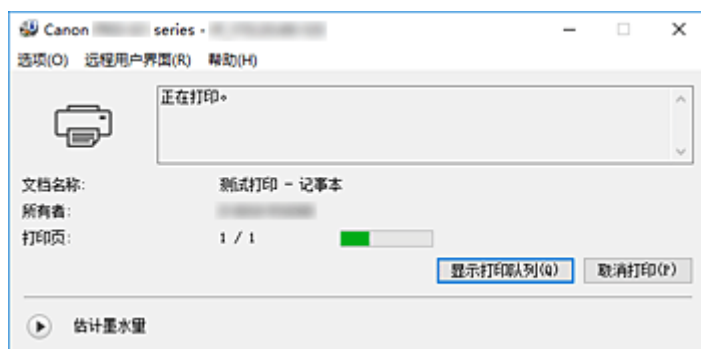 Canon series -
选项(O) 远程用户界面(R) 帮助(H)
正在打印。
文档名称: 测试打印 - 记事本
所有者:
打印页: 1 / 1
显示打印队列(Q) 取消打印(P)
估计墨水量